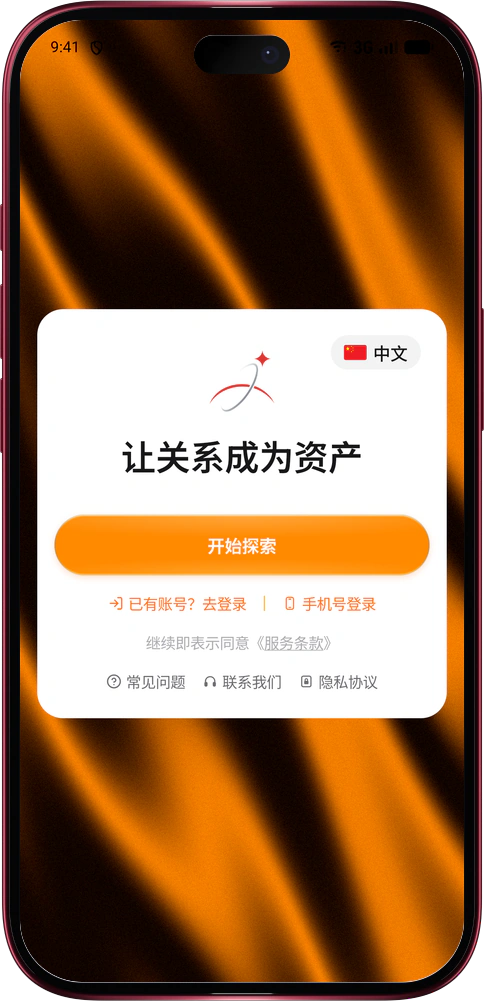 9:41
3G
中文
让关系成为资产
开始探索
已有账号？去登录 | 手机号登录
继续即表示同意《服务条款》
常见问题 联系我们 隐私协议